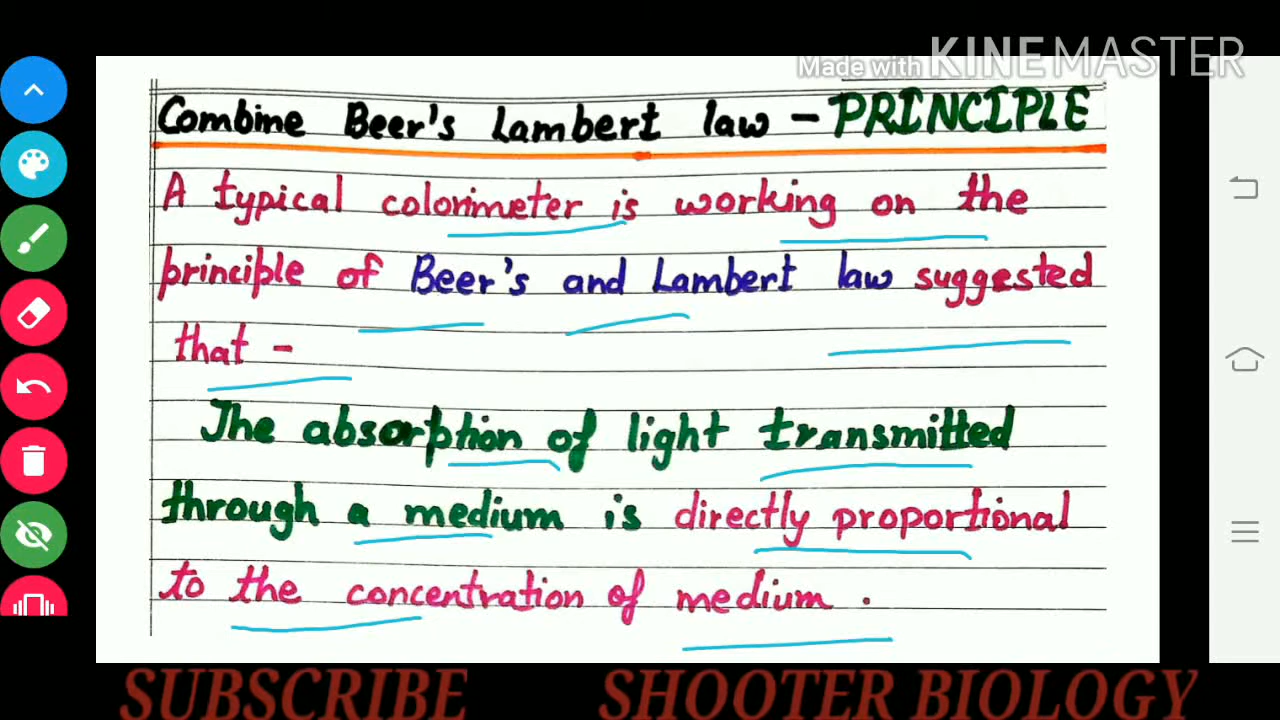 Made with KINEMASTER
Combine Beer's Lambert law - PRINCIPLE
A typical colorimeter is working on the
principle of Beer's and Lambert law suggested
that -
The absorption of light transmitted
through a medium is directly proportional
to the concentration of medium .
SUBSCRIBE SHOOTER BIOLOGY